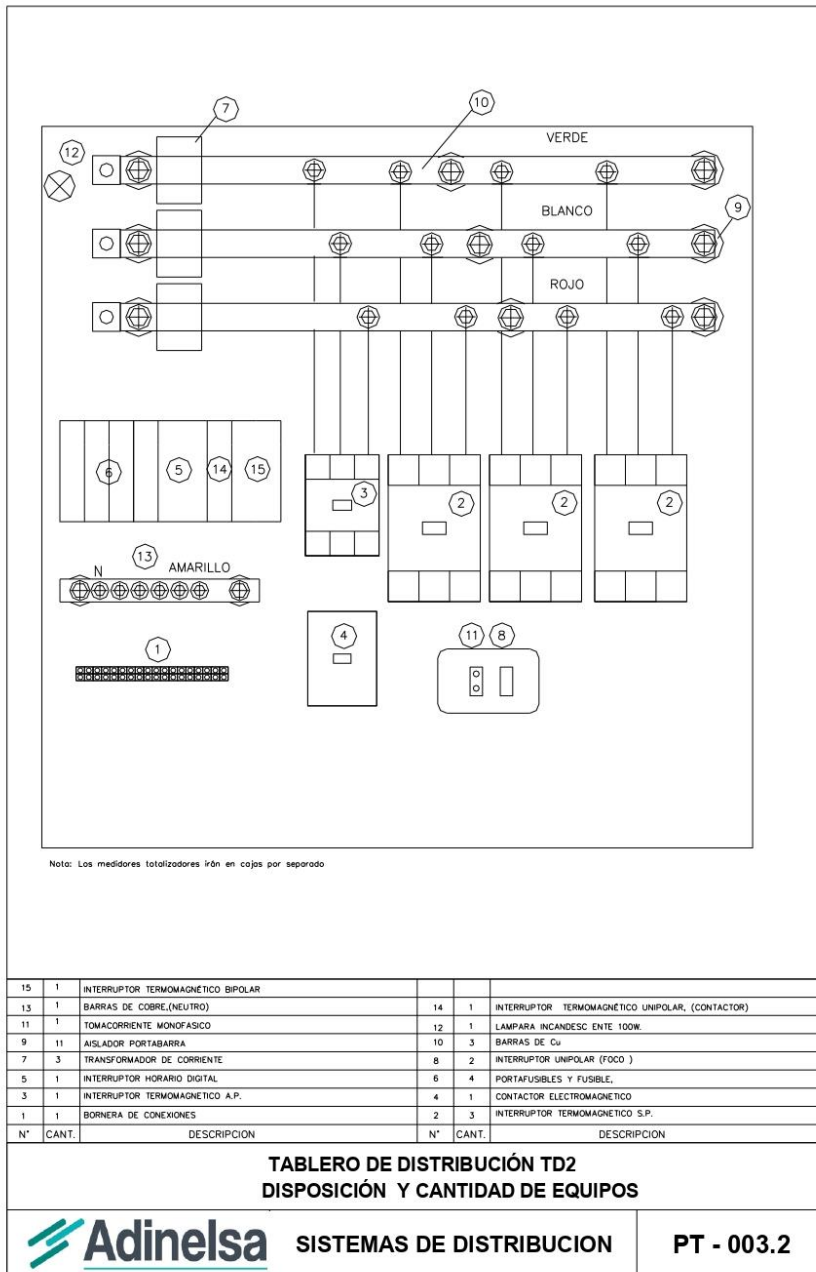 7
10
12
VERDE
BLANCO
9
ROJO
6
5
14
15
3
2
2
2
13
N
AMARILLO
1
4
11
8
Nota: Los medidores totalizadores irán en cajas por separado
15 1 INTERRUPTOR TERMOMAGNÉTICO BIPOLAR
13 1 BARRAS DE COBRE,(NEUTRO) 14 1 INTERRUPTOR TERMOMAGNÉTICO UNIPOLAR, (CONTACTOR)
11 1 TOMACORRIENTE MONOFASICO 12 1 LAMPARA INCANDESC ENTE 100W.
9 11 AISLADOR PORTABARRA 10 3 BARRAS DE Cu
7 3 TRANSFORMADOR DE CORRIENTE 8 2 INTERRUPTOR UNIPOLAR (FOCO )
5 1 INTERRUPTOR HORARIO DIGITAL 6 4 PORTAFUSIBLES Y FUSIBLE,
3 1 INTERRUPTOR TERMOMAGNETICO A.P. 4 1 CONTACTOR ELECTROMAGNETICO
1 1 BORNERA DE CONEXIONES 2 3 INTERRUPTOR TERMOMAGNETICO S.P.
N° CANT. DESCRIPCION N° CANT. DESCRIPCION
TABLERO DE DISTRIBUCIÓN TD2
DISPOSICIÓN Y CANTIDAD DE EQUIPOS
Adinelsa SISTEMAS DE DISTRIBUCION PT - 003.2